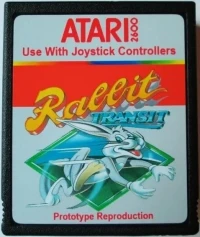 ATARI 2600
Use With Joystick Controllers
Rabbit
TRANSIT
Prototype Reproduction